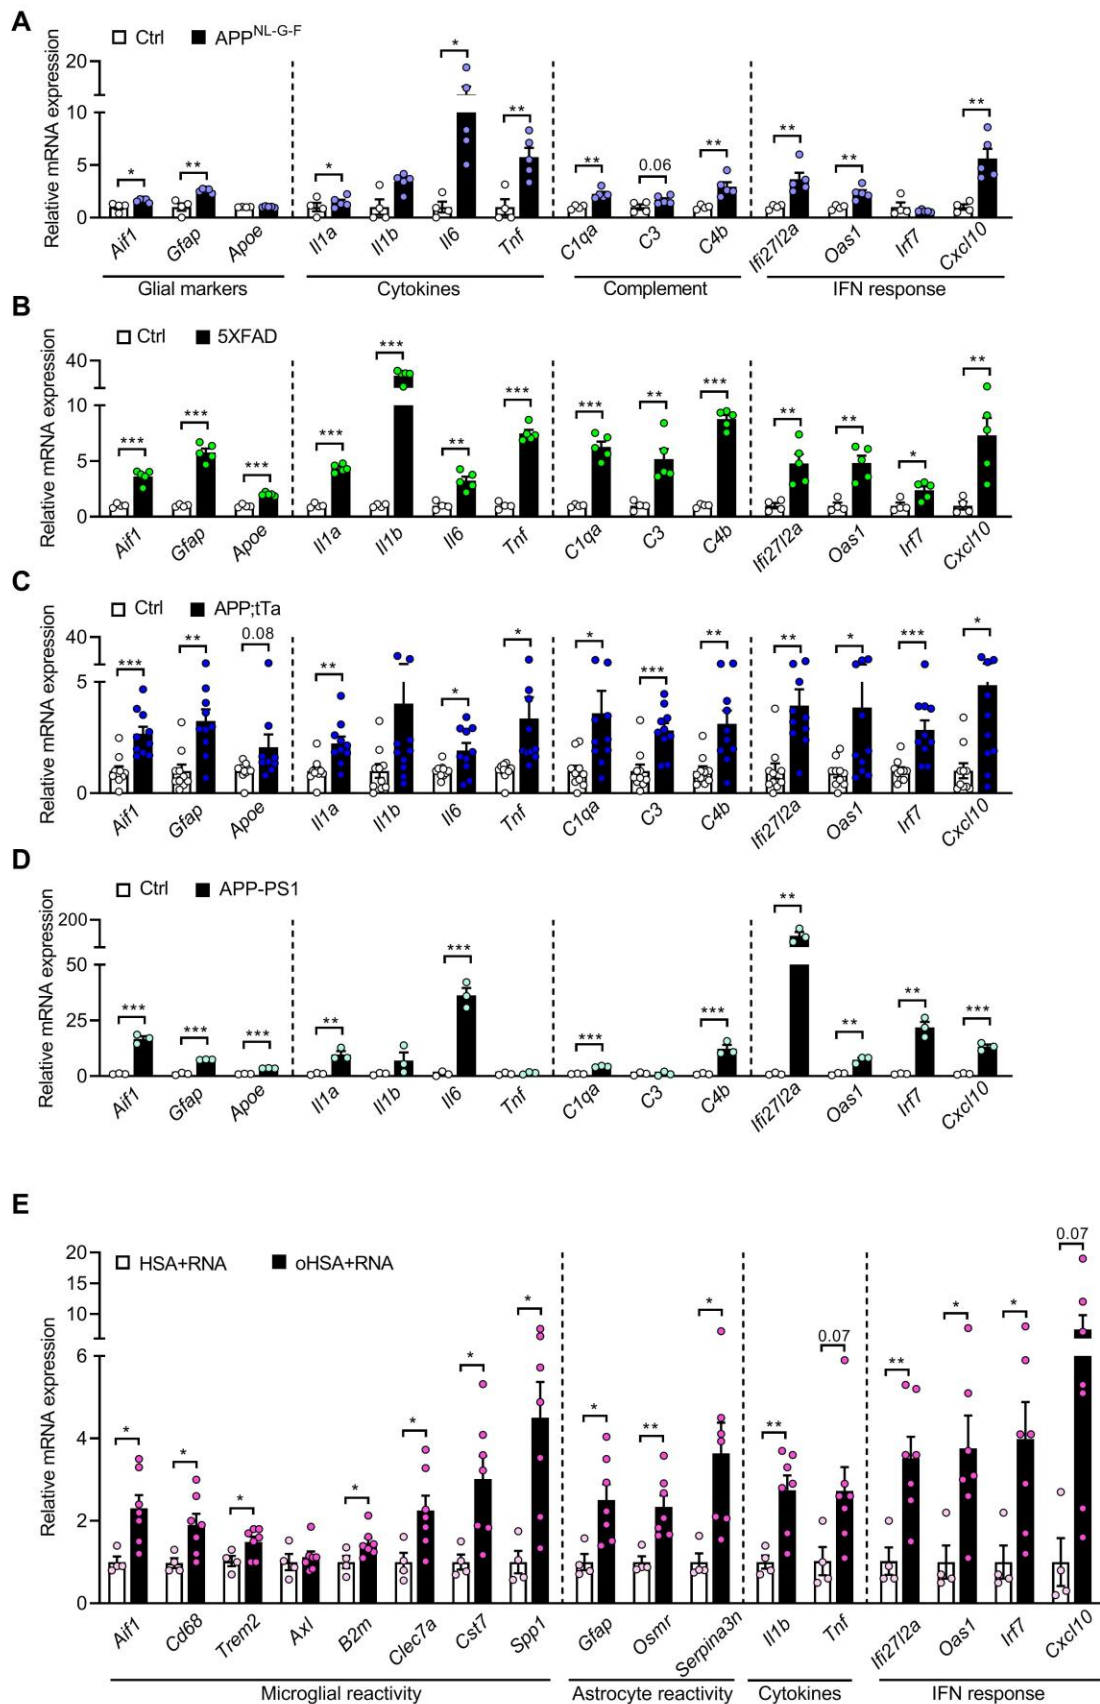 A
Ctrl APP^NL-G-F
Relative mRNA expression
20
10
5
0
* ** * * ** ** 0.06 ** ** ** **
Aif1 Gfap Apoe Il1a Il1b Il6 Tnf C1qa C3 C4b Ifi27l2a Oas1 Irf7 Cxcl10
Glial markers Cytokines Complement IFN response
B
Ctrl 5XFAD
Relative mRNA expression
40
10
5
0
*** *** *** *** *** ** *** *** ** *** ** ** * **
Aif1 Gfap Apoe Il1a Il1b Il6 Tnf C1qa C3 C4b Ifi27l2a Oas1 Irf7 Cxcl10
C
Ctrl APP;tTa
Relative mRNA expression
40
5
0
*** ** 0.08 ** * * * *** ** ** * *** *
Aif1 Gfap Apoe Il1a Il1b Il6 Tnf C1qa C3 C4b Ifi27l2a Oas1 Irf7 Cxcl10
D
Ctrl APP-PS1
Relative mRNA expression
200
50
25
0
*** *** *** ** *** *** *** ** ** ** ***
Aif1 Gfap Apoe Il1a Il1b Il6 Tnf C1qa C3 C4b Ifi27l2a Oas1 Irf7 Cxcl10
E
HSA+RNA oHSA+RNA
Relative mRNA expression
20
15
10
6
4
2
0
* * * * * * * * ** * ** 0.07 ** * * 0.07
Aif1 Cd68 Trem2 Axl B2m Clec7a Cst7 Spp1 Gfap Osmr Serpina3n Il1b Tnf Ifi27l2a Oas1 Irf7 Cxcl10
Microglial reactivity Astrocyte reactivity Cytokines IFN response